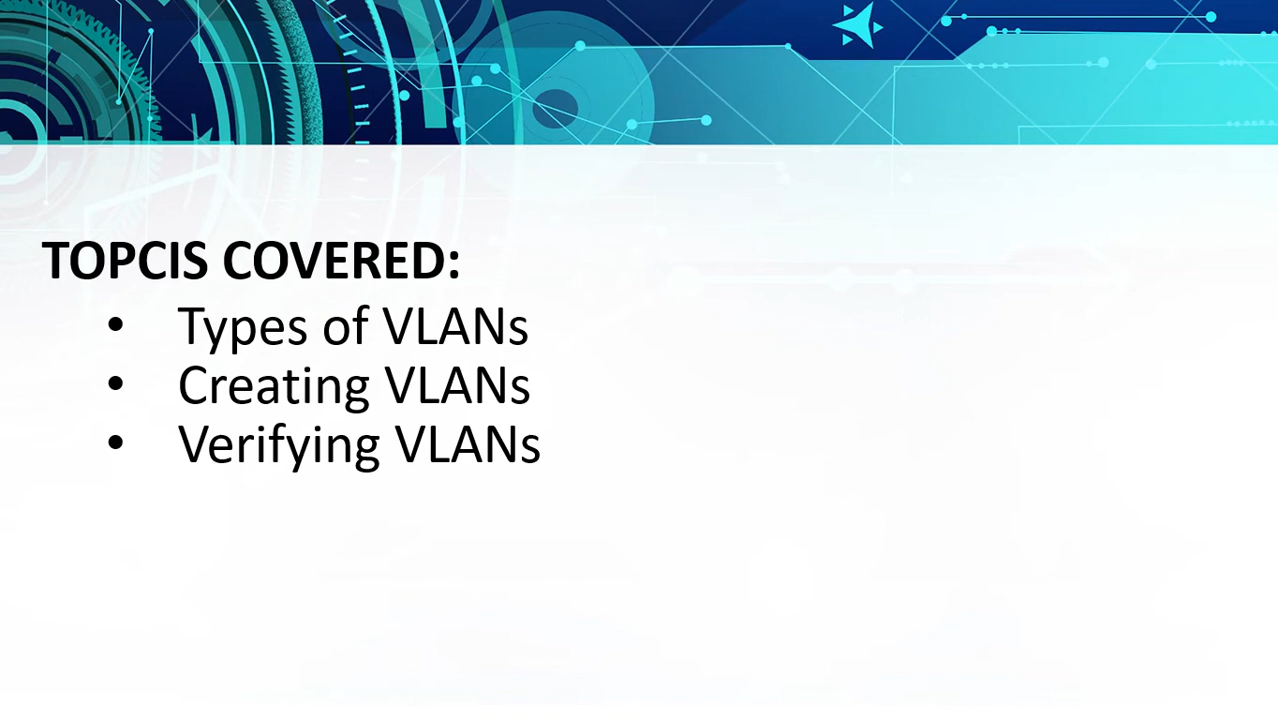 TOPCIS COVERED:
• Types of VLANs
• Creating VLANs
• Verifying VLANs